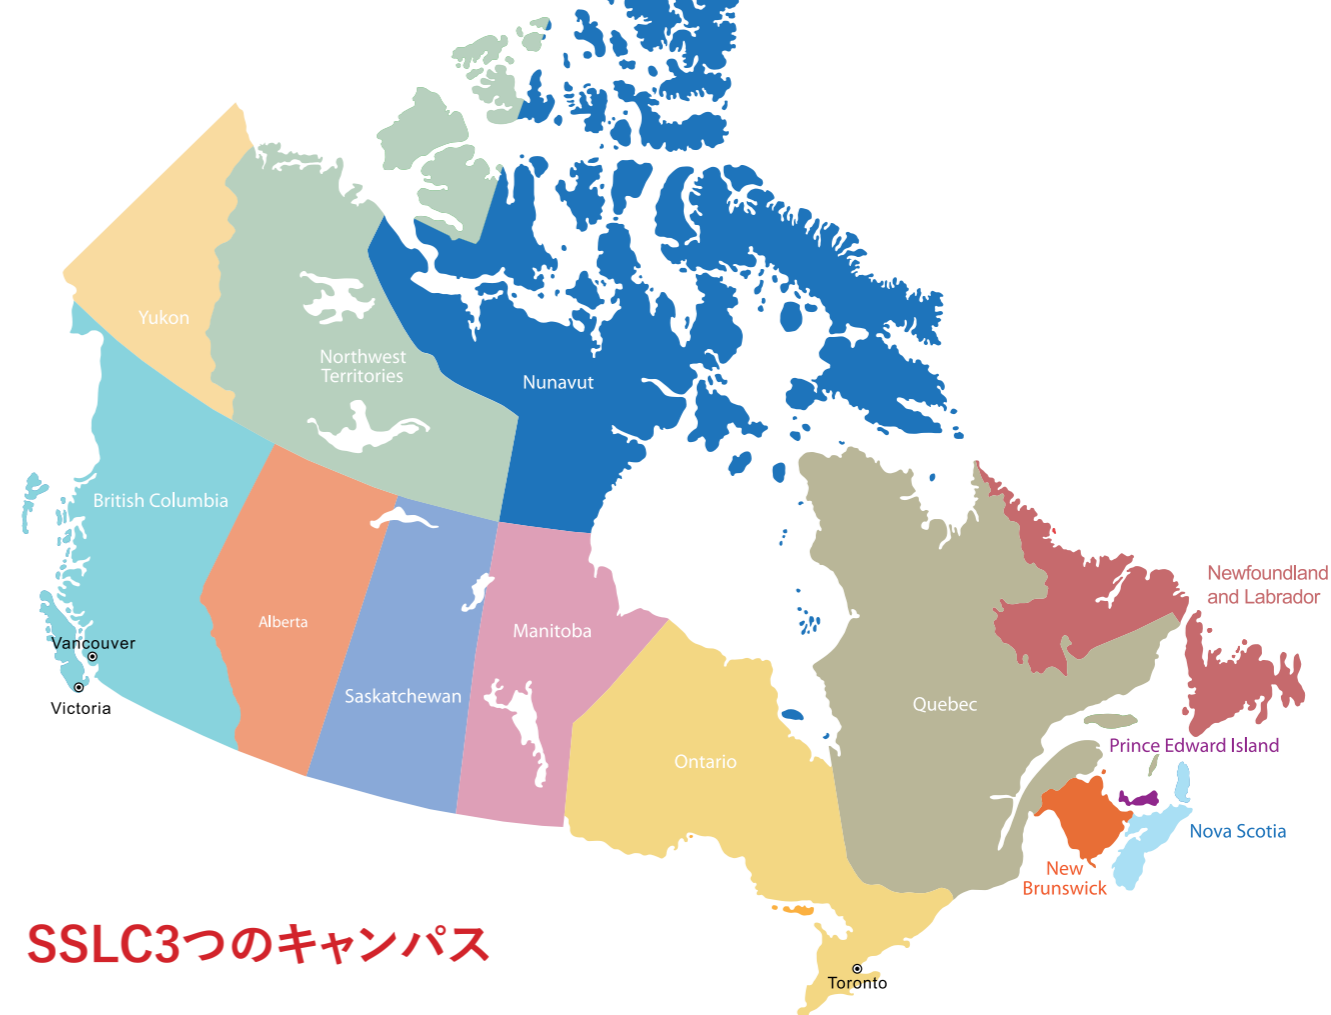 Yukon
Northwest
Territories
Nunavut
British Columbia
Alberta
Saskatchewan
Manitoba
Ontario
Quebec
Newfoundland
and Labrador
Prince Edward Island
Nova Scotia
New
Brunswick
Vancouver
Victoria
Toronto
SSLC3つのキャンパス